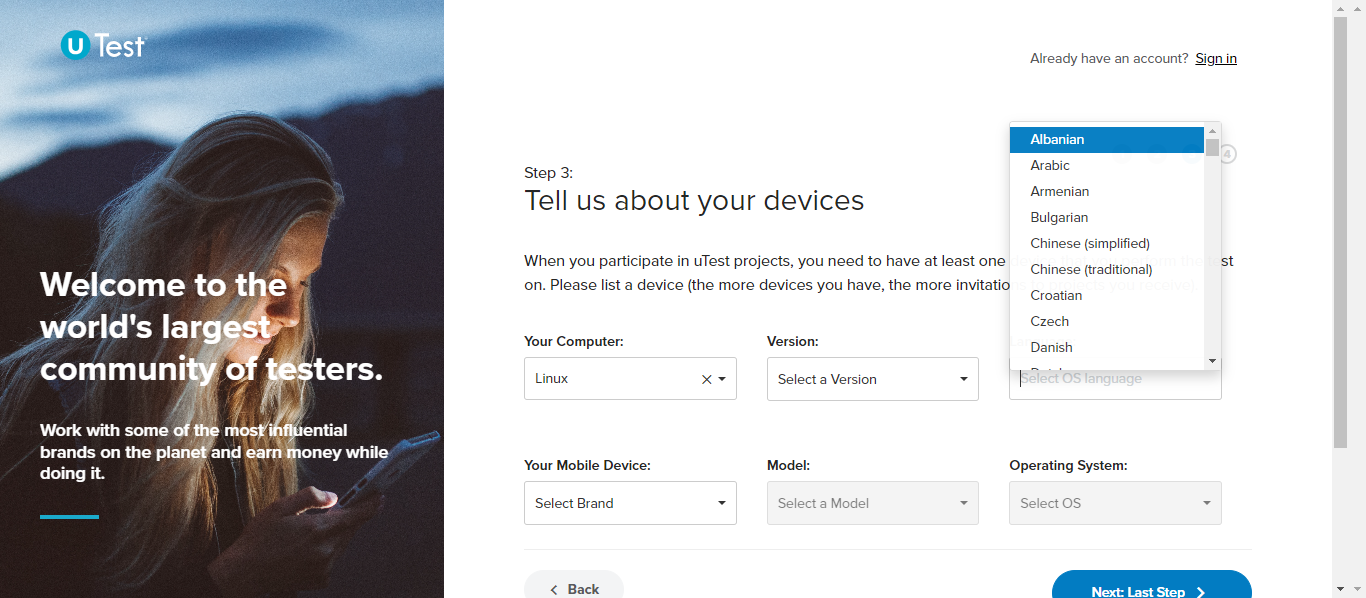 U Test
Already have an account? Sign in
4
Step 3:
Tell us about your devices
When you participate in uTest projects, you need to have at least one
on. Please list a device (the more devices you have, the more
Albanian
Arabic
Armenian
Bulgarian
Chinese (simplified)
Chinese (traditional)
Croatian
Czech
Danish
Your Computer:
Version:
Linux
Select a Version
Select OS language
Your Mobile Device:
Model:
Operating System:
Select Brand
Select a Model
Select OS
Back
Next: Last Step
Welcome to the
world's largest
community of testers.
Work with some of the most influential
brands on the planet and earn money while
doing it.